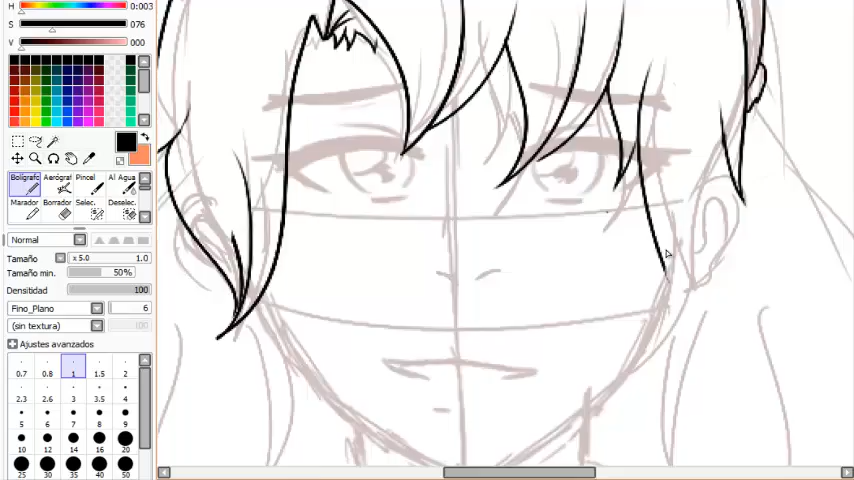 H 0:003
S 076
V 000
Bolígrafo Aerógraf Pincel Al Agua
Marador Borrador Selec. Deselec.
Normal
Tamaño x 5.0 1.0
Tamaño min. 50%
Densitidad 100
Fino_Plano 6
(sin textura) 100
Ajustes avanzados
0.7 0.8 1 1.5 2
2.3 2.6 3 3.5 4
5 6 7 8 9
10 12 14 16 20
25 30 35 40 50